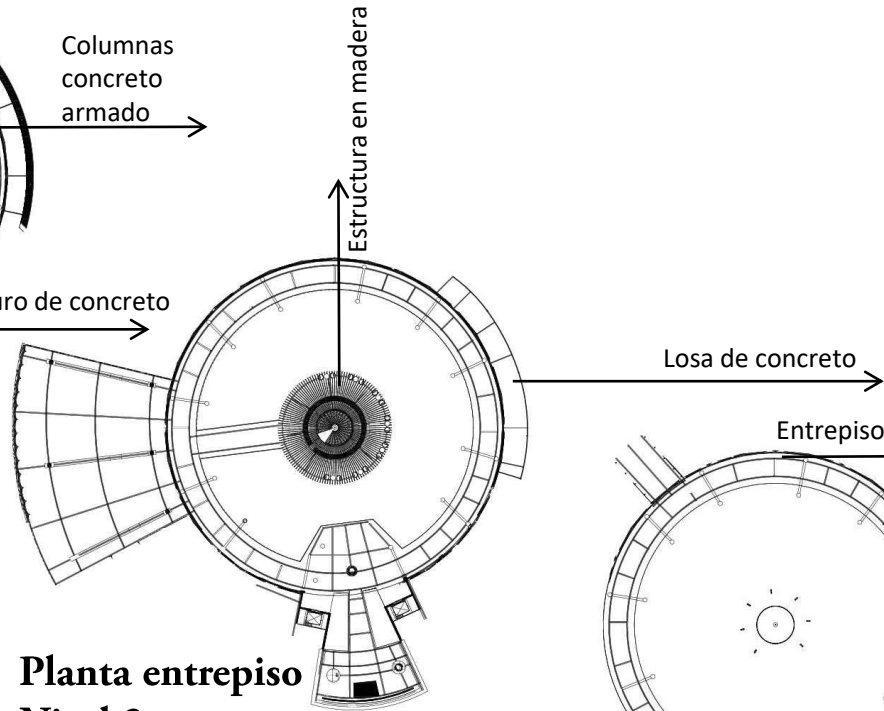 Columnas
concreto
armado
Estructura en madera
uro de concreto
Losa de concreto
Entrepiso
Planta entrepiso